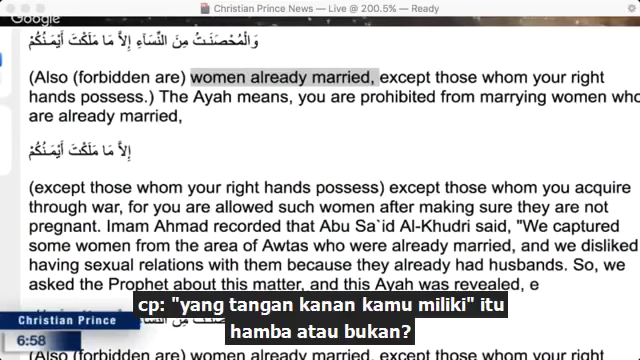 Christian Prince News — Live @ 200.5% — Ready
Google
وَالْمُحْصَنَـتُ مِنَ النِّسَآءِ إِلاَّ مَا مَلَكْتَ أَيْمَـنُكُمْ
(Also (forbidden are) women already married, except those whom your right
hands possess.) The Ayah means, you are prohibited from marrying women who
are already married,
إِلاَّ مَا مَلَكْتَ أَيْمَـنُكُمْ
(except those whom your right hands possess) except those whom you acquire
through war, for you are allowed such women after making sure they are not
pregnant. Imam Ahmad recorded that Abu Sa`id Al-Khudri said, "We captured
some women from the area of Awtas who were already married, and we disliked
having sexual relations with them because they already had husbands. So, we
asked the Prophet about this matter, and this Ayah was revealed, e
cp: "yang tangan kanan kamu miliki" itu
hamba atau bukan?
Christian Prince
6:58
(Also (forbidden are) women already married, except those whom your right